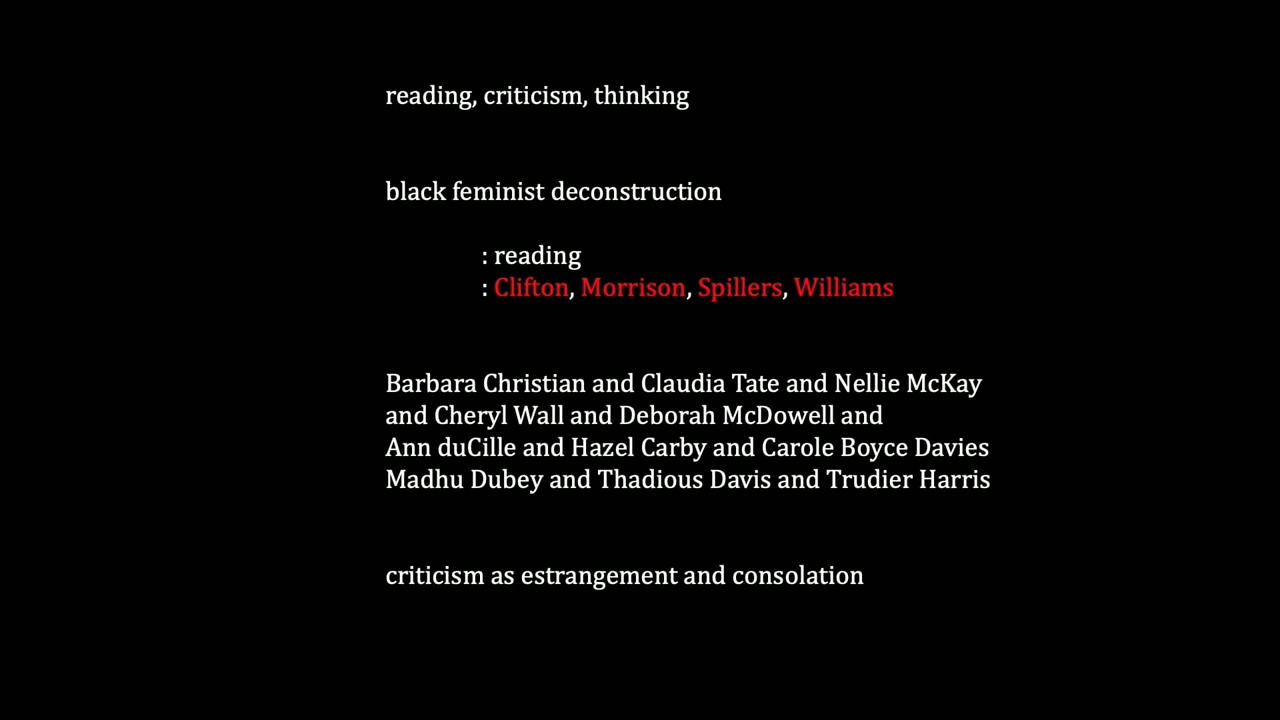 reading, criticism, thinking
black feminist deconstruction
: reading
: Clifton, Morrison, Spillers, Williams
Barbara Christian and Claudia Tate and Nellie McKay
and Cheryl Wall and Deborah McDowell and
Ann duCille and Hazel Carby and Carole Boyce Davies
Madhu Dubey and Thadious Davis and Trudier Harris
criticism as estrangement and consolation